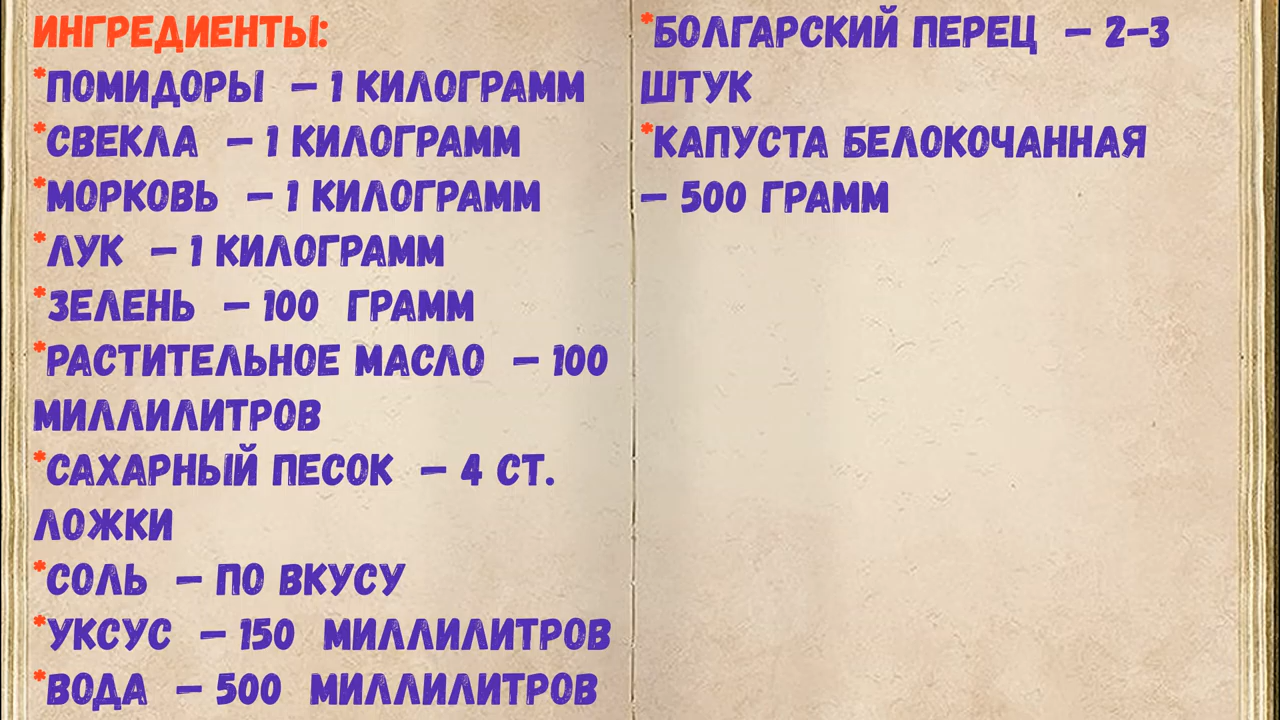 ИНГРЕДИЕНТЫ:
*ПОМИДОРЫ – 1 КИЛОГРАММ
*СВЕКЛА – 1 КИЛОГРАММ
*МОРКОВЬ – 1 КИЛОГРАММ
*ЛУК – 1 КИЛОГРАММ
*ЗЕЛЕНЬ – 100 ГРАММ
*РАСТИТЕЛЬНОЕ МАСЛО – 100
МИЛЛИЛИТРОВ
*САХАРНЫЙ ПЕСОК – 4 СТ.
ЛОЖКИ
*СОЛЬ – ПО ВКУСУ
*УКСУС – 150 МИЛЛИЛИТРОВ
*ВОДА – 500 МИЛЛИЛИТРОВ
*БОЛГАРСКИЙ ПЕРЕЦ – 2-3
ШТУК
*КАПУСТА БЕЛОКОЧАННАЯ
– 500 ГРАММ